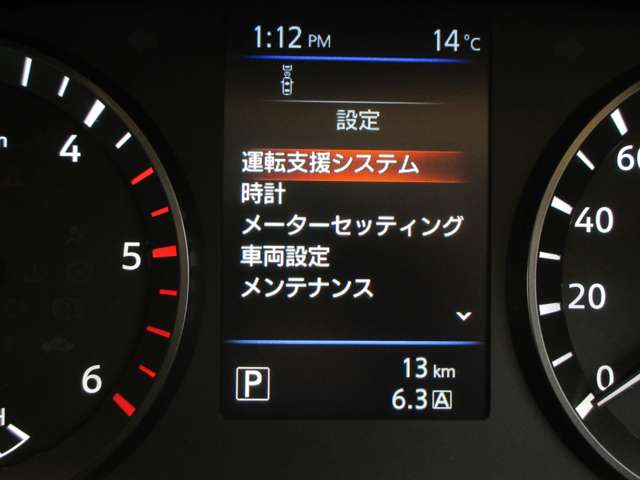 1:12 PM 14°C
設定
運転支援システム
時計
メーターセッティング
車両設定
メンテナンス
P 13 km
6.3 A
4
5
6
60
40
20
0